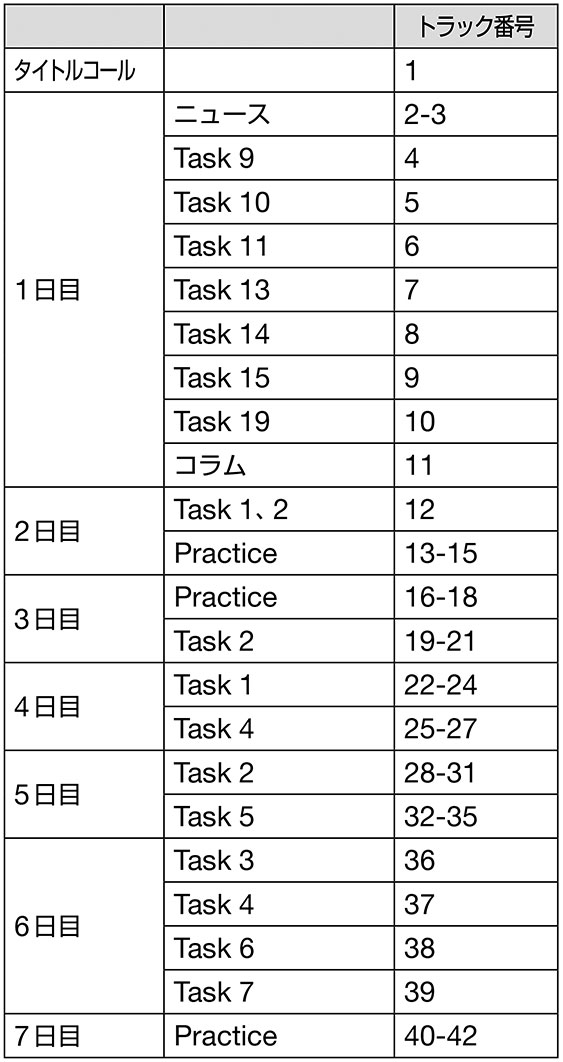 トラック番号
タイトルコール 1
1日目
ニュース 2-3
Task 9 4
Task 10 5
Task 11 6
Task 13 7
Task 14 8
Task 15 9
Task 19 10
コラム 11
2日目
Task 1、2 12
Practice 13-15
3日目
Practice 16-18
Task 2 19-21
4日目
Task 1 22-24
Task 4 25-27
5日目
Task 2 28-31
Task 5 32-35
6日目
Task 3 36
Task 4 37
Task 6 38
Task 7 39
7日目 Practice 40-42